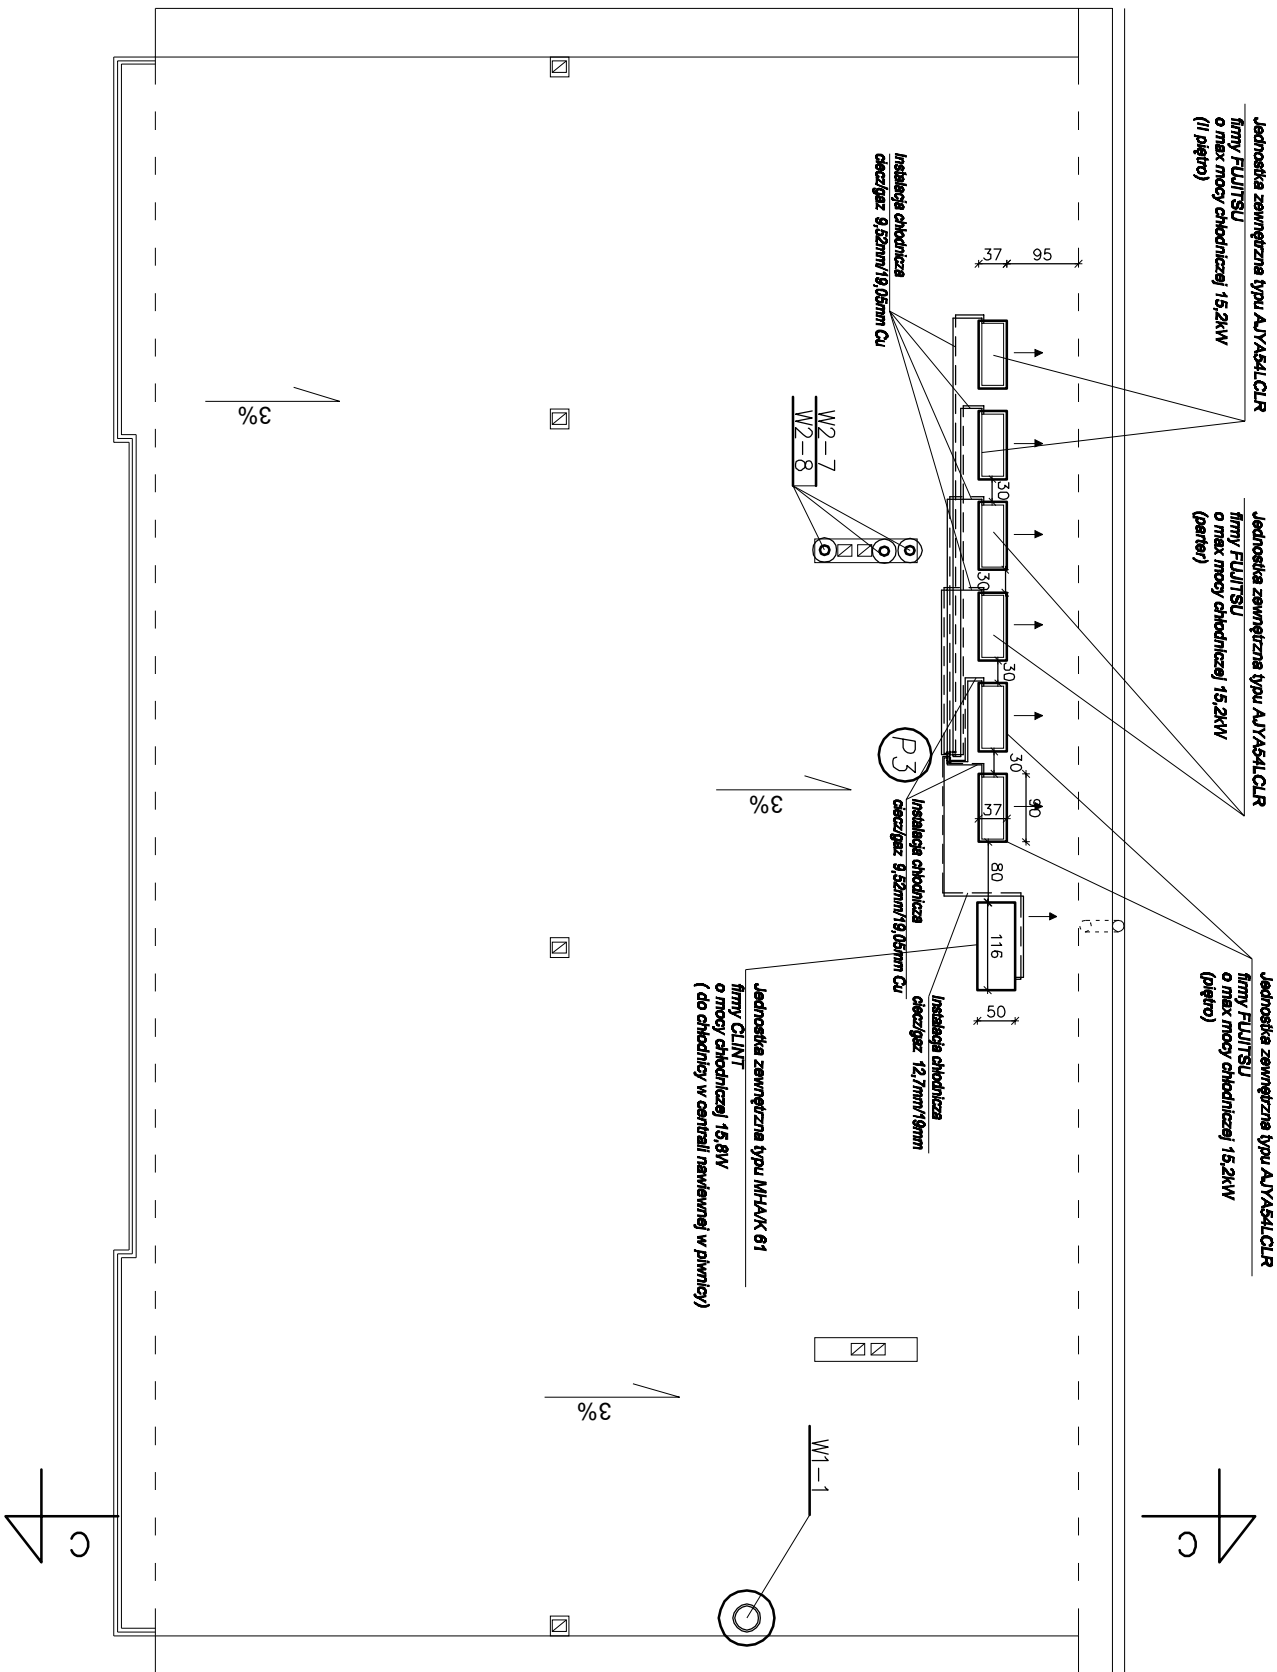 Jednostka zewnętrzna typu AJYA54LCLR
firmy FUJITSU
o max mocy chłodniczej 15,2kW
(II piętro)
Jednostka zewnętrzna typu AJYA54LCLR
firmy FUJITSU
o max mocy chłodniczej 15,2kW
(parter)
Jednostka zewnętrzna typu AJYA54LCLR
firmy FUJITSU
o max mocy chłodniczej 15,2kW
(piętro)
Instalacja chłodnicza
ciecz/gaz 9,52mm/19,05mm Cu
37
95
30
30
30
30
90
37
80
116
50
W2-7
W2-8
P3
Instalacja chłodnicza
ciecz/gaz 9,52mm/19,05mm Cu
Instalacja chłodnicza
ciecz/gaz 12,7mm/19mm
Jednostka zewnętrzna typu MHA/K 61
firmy CLINT
o mocy chłodniczej 15,8W
( do chłodnicy w centrali nawiewnej w piwnicy)
3%
3%
3%
W1-1
C
C